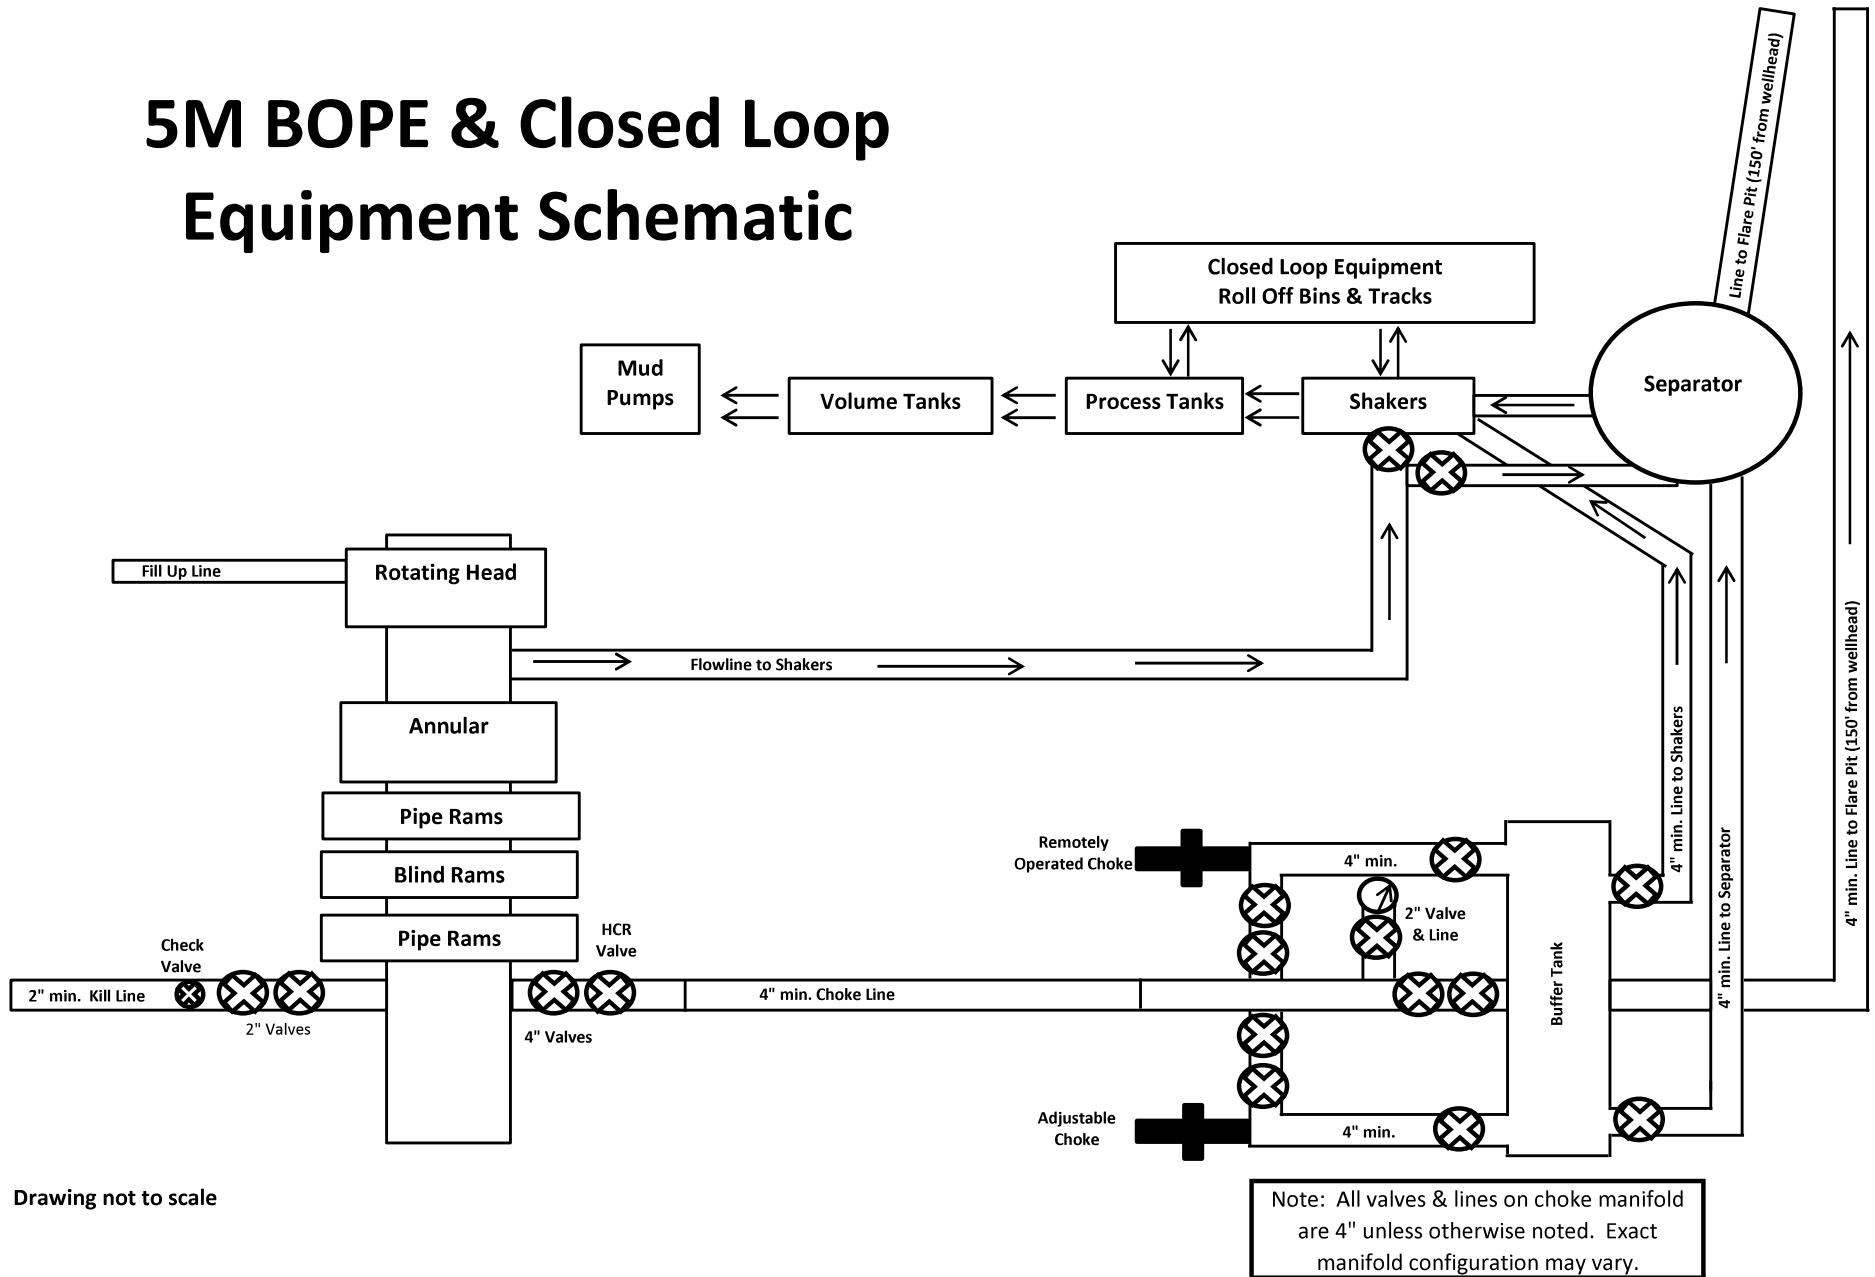 5M BOPE & Closed Loop
Equipment Schematic
Line to Flare Pit (150' from wellhead)
Closed Loop Equipment
Roll Off Bins & Tracks
Mud
Pumps
Volume Tanks
Process Tanks
Shakers
Separator
Fill Up Line
Rotating Head
Flowline to Shakers
Annular
Pipe Rams
Blind Rams
Pipe Rams
Check
Valve
HCR
Valve
2" min.  Kill Line
2" Valves
4" Valves
4" min. Choke Line
Remotely
Operated Choke
4" min.
2" Valve
& Line
Buffer Tank
4" min. Line to Shakers
4" min. Line to Separator
4" min. Line to Flare Pit (150' from wellhead)
Adjustable
Choke
4" min.
Drawing not to scale
Note:  All valves & lines on choke manifold
are 4" unless otherwise noted.  Exact
manifold configuration may vary.